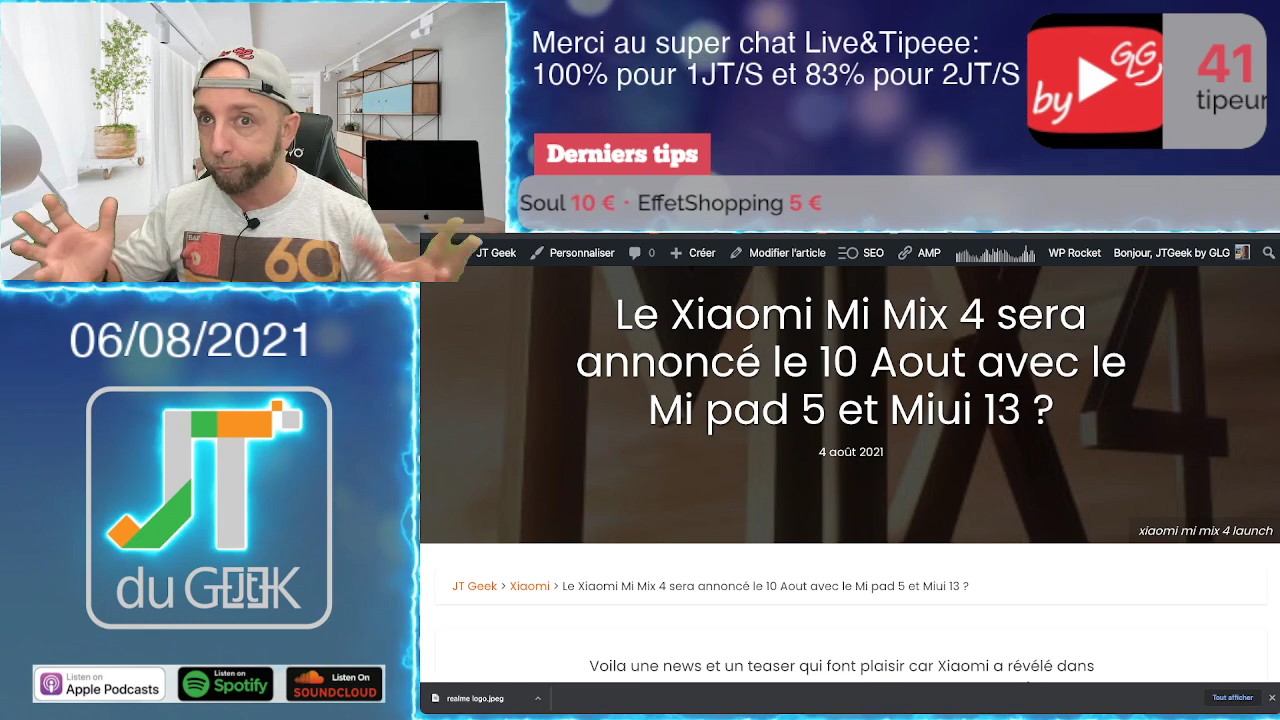 Merci au super chat Live&Tipeee:
100% pour 1JT/S et 83% pour 2JT/S
by GLG
41
tipeur
Derniers tips
Soul 10 € · EffetShopping 5 €
60
JT Geek Personnaliser 0 Créer Modifier l'article SEO AMP WP Rocket Bonjour, JTGeek by GLG
06/08/2021
Le Xiaomi Mi Mix 4 sera
annoncé le 10 Aout avec le
Mi pad 5 et Miui 13 ?
4 août 2021
xiaomi mi mix 4 launch
JT
du GEEK
JT Geek > Xiaomi > Le Xiaomi Mi Mix 4 sera annoncé le 10 Aout avec le Mi pad 5 et Miui 13 ?
Voila une news et un teaser qui font plaisir car Xiaomi a révélé dans
Listen on
Apple Podcasts
Listen on
Spotify
Listen On
SOUNDCLOUD
realme logo.jpeg
Tout afficher